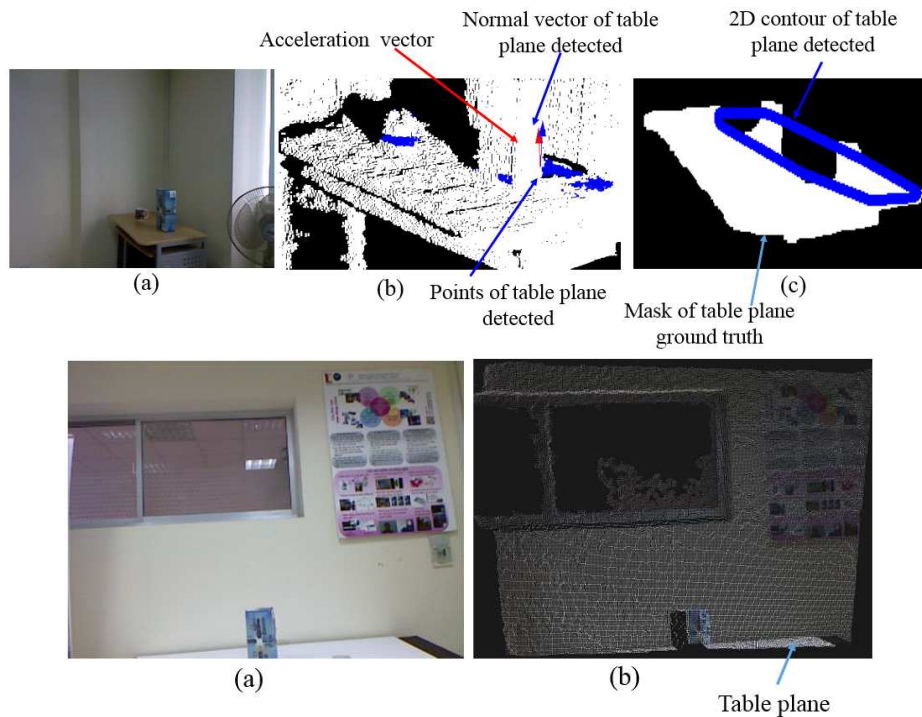 Acceleration vector
Normal vector of table
plane detected
2D contour of table
plane detected
(a)
(b)
(c)
Points of table plane
detected
Mask of table plane
ground truth
(a)
(b)
Table plane